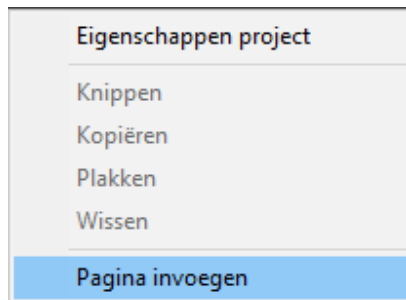 Eigenschappen project
Knippen
Kopiëren
Plakken
Wissen
Pagina invoegen